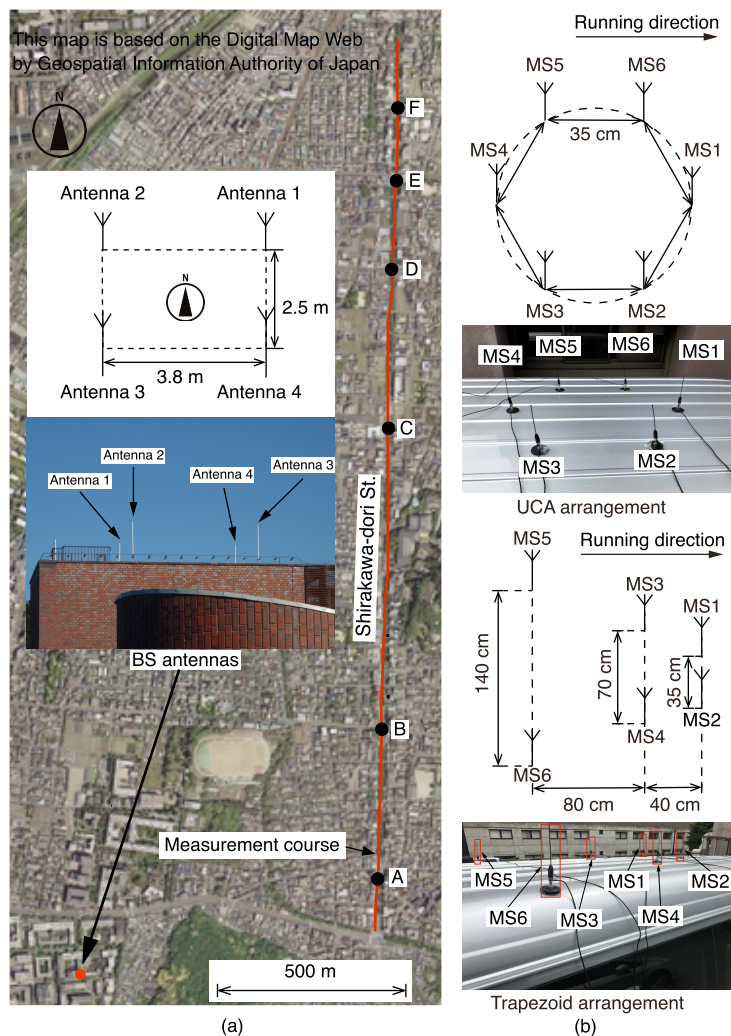 This map is based on the Digital Map Web
by Geospatial Information Authority of Japan
N
F
E
D
C
B
A
Antenna 2
Antenna 1
N
2.5 m
3.8 m
Antenna 3
Antenna 4
Antenna 2
Antenna 1
Antenna 4
Antenna 3
BS antennas
Shirakawa-dori St.
Measurement course
500 m
(a)
Running direction
MS5
MS6
35 cm
MS4
MS1
MS3
MS2
MS4
MS5
MS6
MS1
MS3
MS2
UCA arrangement
Running direction
MS5
MS3
MS1
140 cm
70 cm
35 cm
MS2
MS4
MS6
80 cm
40 cm
MS5
MS6
MS3
MS1
MS4
MS2
Trapezoid arrangement
(b)